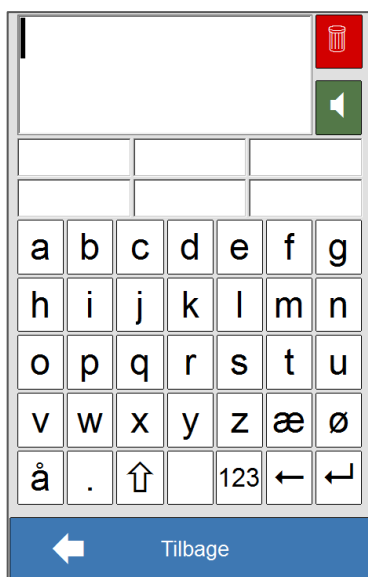 a b c d e f g
h i j k l m n
o p q r s t u
v w x y z æ ø
å . ⇧ 123 ← ↵
Tilbage